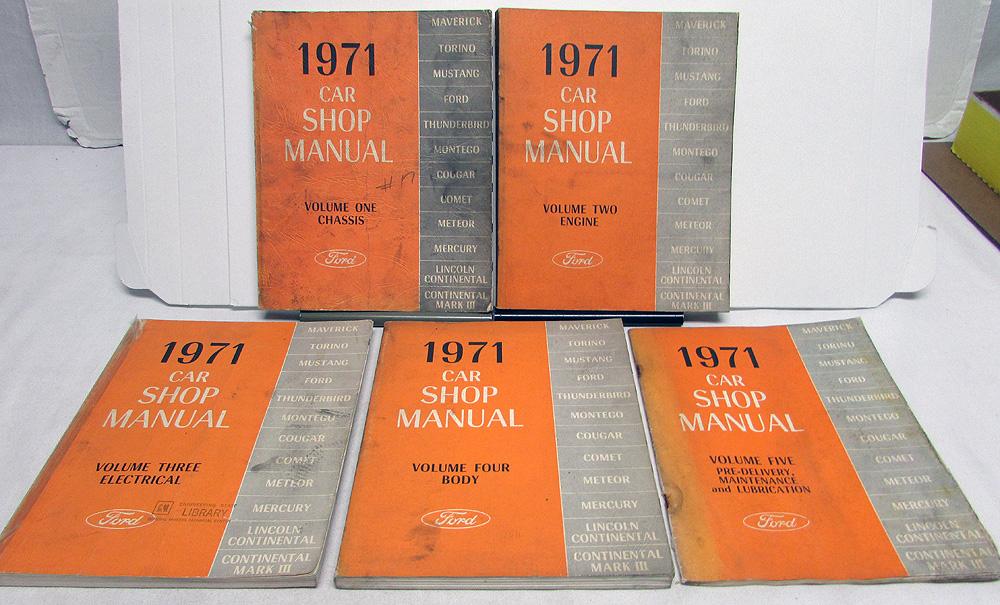 1971
CAR
SHOP
MANUAL
VOLUME ONE
CHASSIS
Ford
MAVERICK
TORINO
MUSTANG
FORD
THUNDERBIRD
MONTEGO
COUGAR
COMET
METEOR
MERCURY
LINCOLN
CONTINENTAL
CONTINENTAL
MARK III
1971
CAR
SHOP
MANUAL
VOLUME TWO
ENGINE
Ford
MAVERICK
TORINO
MUSTANG
FORD
THUNDERBIRD
MONTEGO
COUGAR
COMET
METEOR
MERCURY
LINCOLN
CONTINENTAL
CONTINENTAL
MARK III
1971
CAR
SHOP
MANUAL
VOLUME THREE
ELECTRICAL
Ford
GM
ENGINEERING STAFF
LIBRARY
MAVERICK
TORINO
MUSTANG
FORD
THUNDERBIRD
MONTEGO
COUGAR
COMET
METEOR
MERCURY
LINCOLN
CONTINENTAL
CONTINENTAL
MARK III
1971
CAR
SHOP
MANUAL
VOLUME FOUR
BODY
Ford
MAVERICK
TORINO
MUSTANG
FORD
THUNDERBIRD
MONTEGO
COUGAR
COMET
METEOR
MERCURY
LINCOLN
CONTINENTAL
CONTINENTAL
MARK III
1971
CAR
SHOP
MANUAL
VOLUME FIVE
PRE-DELIVERY,
MAINTENANCE
and LUBRICATION
Ford
MAVERICK
TORINO
MUSTANG
FORD
THUNDERBIRD
MONTEGO
COUGAR
COMET
METEOR
MERCURY
LINCOLN
CONTINENTAL
CONTINENTAL
MARK III